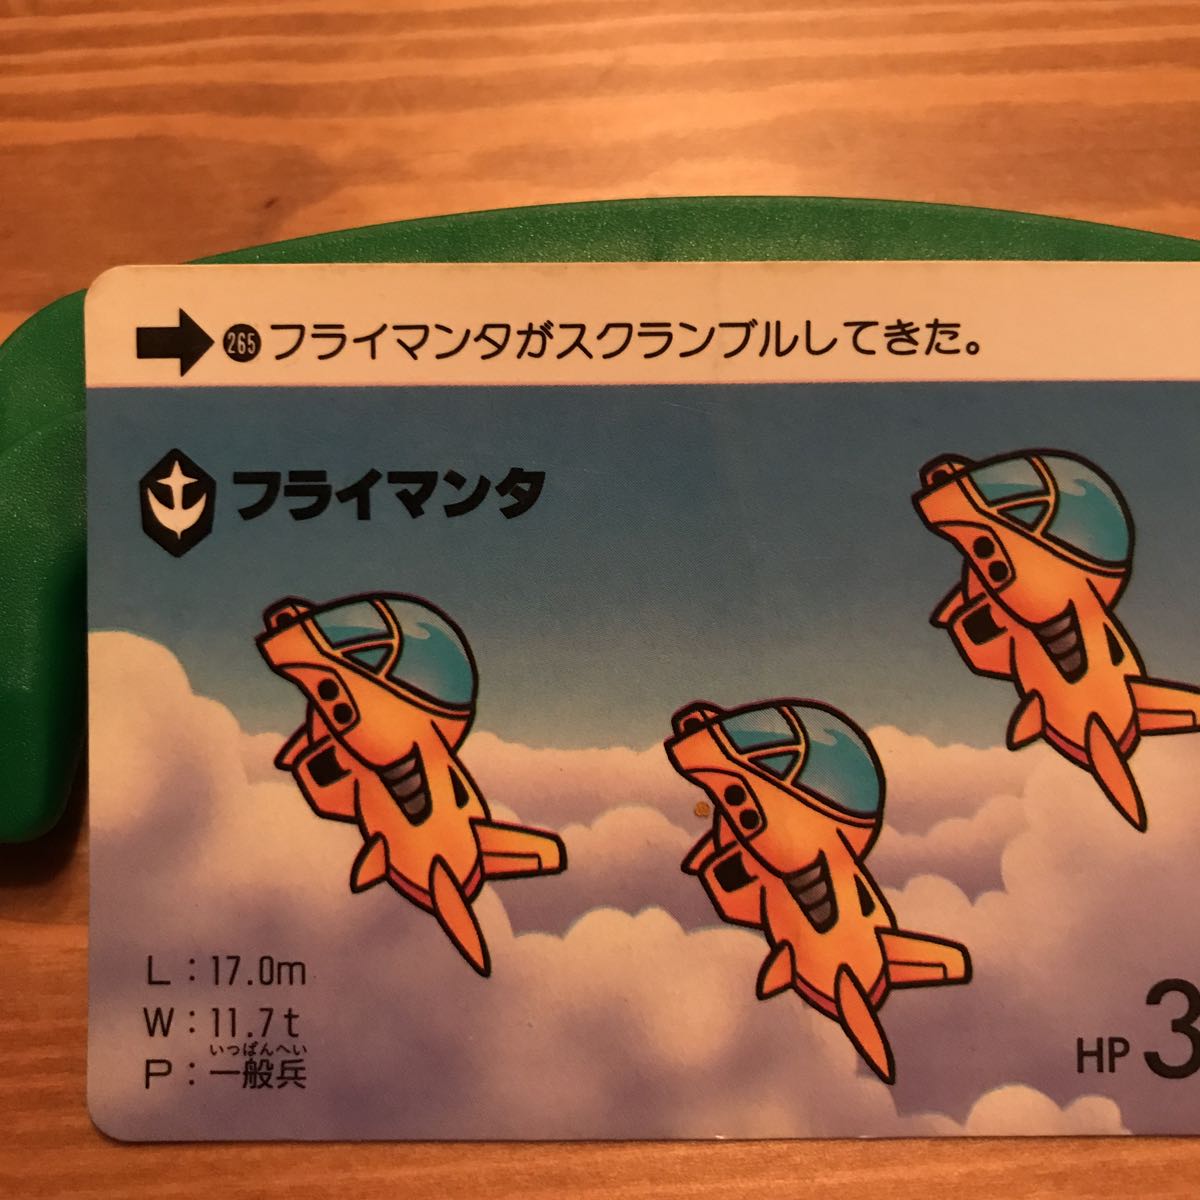 265 フライマンタがスクランブルしてきた。
フライマンタ
L:17.0m
W:11.7t
いっぱんへい
P:一般兵
HP 3